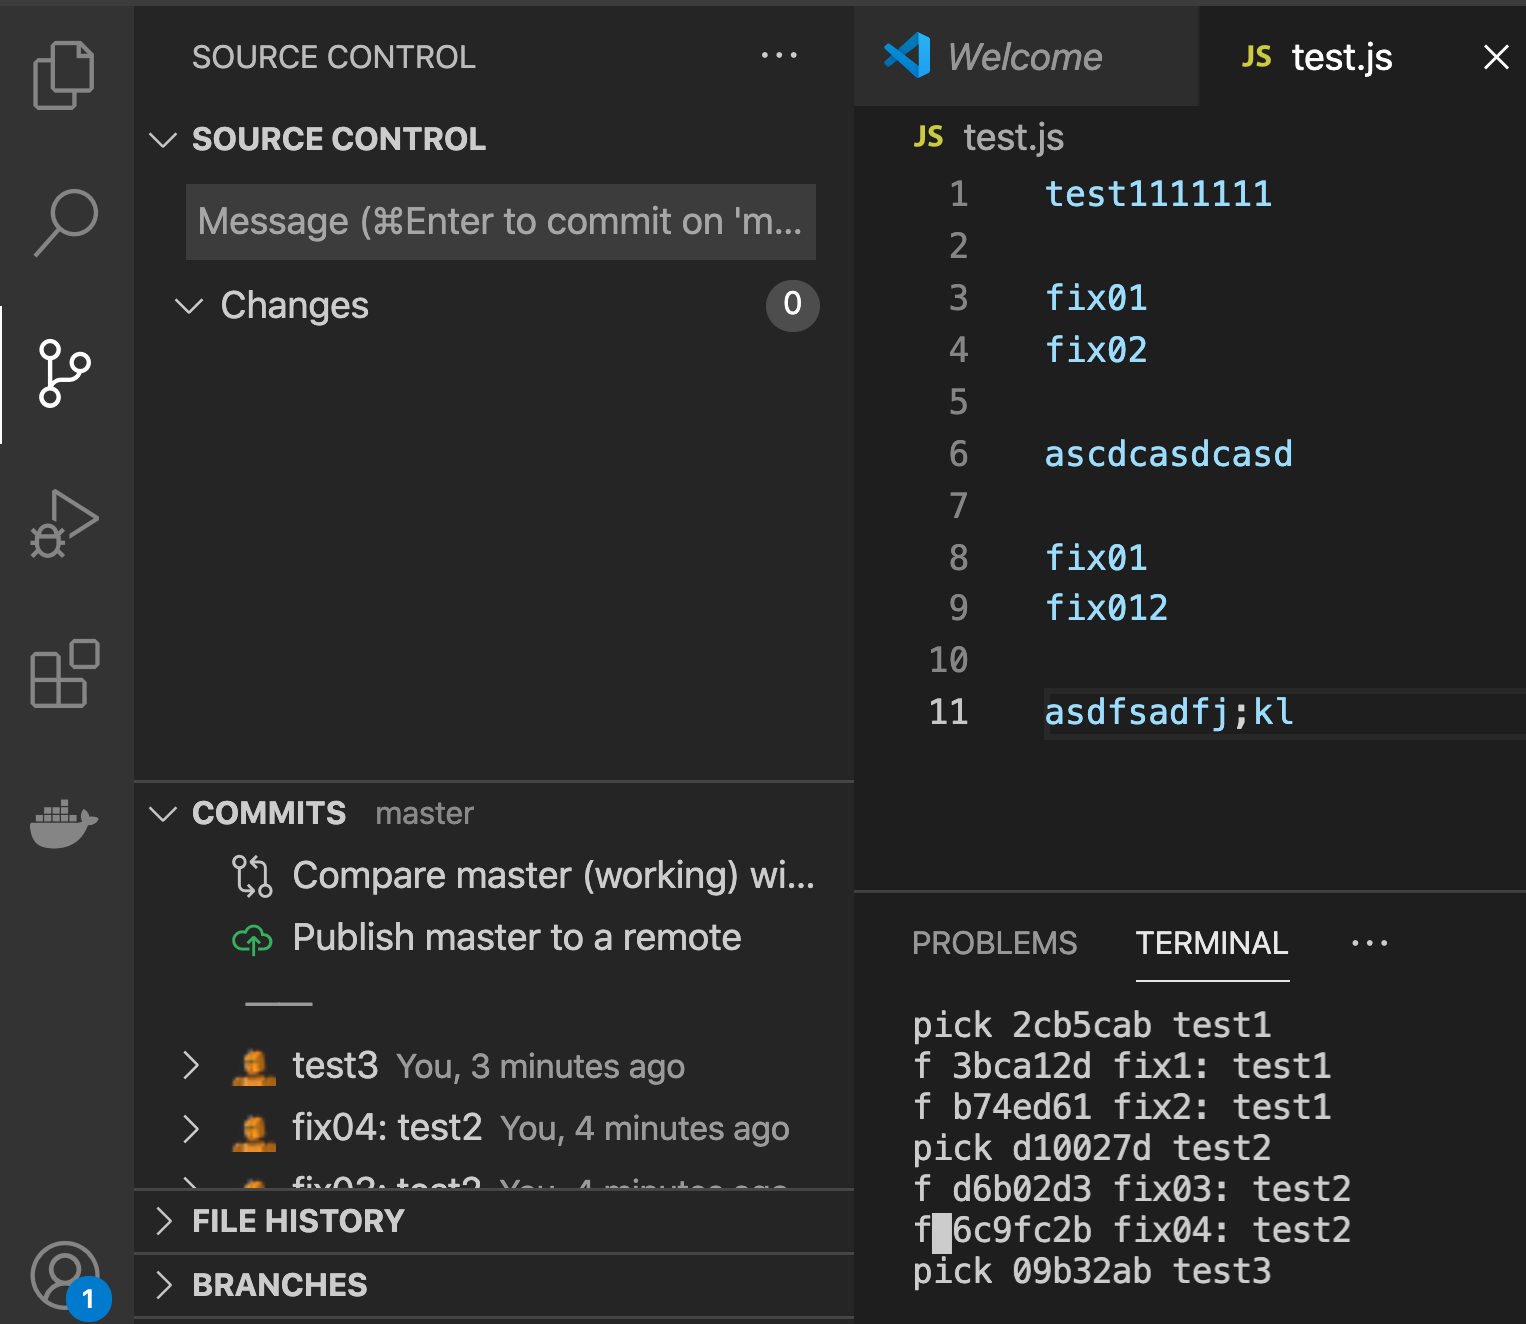 SOURCE CONTROL
SOURCE CONTROL
Message (⌘Enter to commit on 'm...
Changes
0
COMMITS master
Compare master (working) wi...
Publish master to a remote
test3 You, 3 minutes ago
fix04: test2 You, 4 minutes ago
FILE HISTORY
BRANCHES
1
Welcome
JS test.js
JS test.js
1 test1111111
2
3 fix01
4 fix02
5
6 ascdcasdcasd
7
8 fix01
9 fix012
10
11 asdfsadfj;kl
PROBLEMS
TERMINAL
pick 2cb5cab test1
f 3bca12d fix1: test1
f b74ed61 fix2: test1
pick d10027d test2
f d6b02d3 fix03: test2
f 6c9fc2b fix04: test2
pick 09b32ab test3